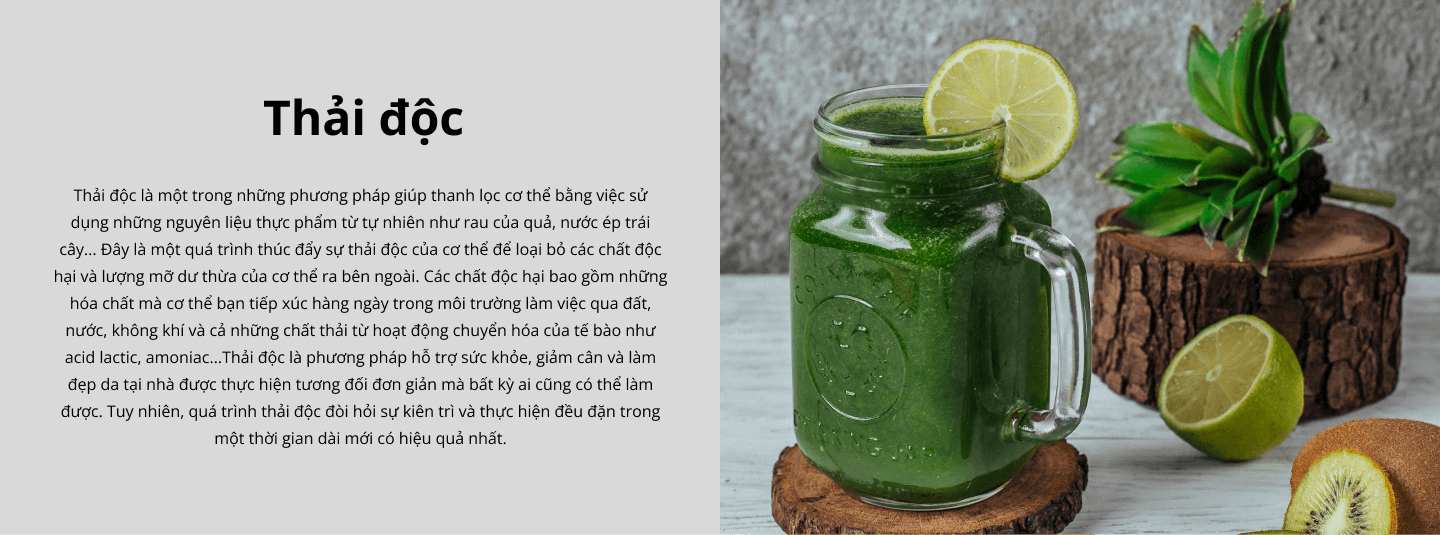 Thải độc
Thải độc là một trong những phương pháp giúp thanh lọc cơ thể bằng việc sử
dụng những nguyên liệu thực phẩm từ tự nhiên như rau của quả, nước ép trái
cây... Đây là một quá trình thúc đẩy sự thải độc của cơ thể để loại bỏ các chất độc
hại và lượng mỡ dư thừa của cơ thể ra bên ngoài. Các chất độc hại bao gồm những
hóa chất mà cơ thể bạn tiếp xúc hàng ngày trong môi trường làm việc qua đất,
nước, không khí và cả những chất thải từ hoạt động chuyển hóa của tế bào như
acid lactic, amoniac...Thải độc là phương pháp hỗ trợ sức khỏe, giảm cân và làm
đẹp da tại nhà được thực hiện tương đối đơn giản mà bất kỳ ai cũng có thể làm
được. Tuy nhiên, quá trình thải độc đòi hỏi sự kiên trì và thực hiện đều đặn trong
một thời gian dài mới có hiệu quả nhất.